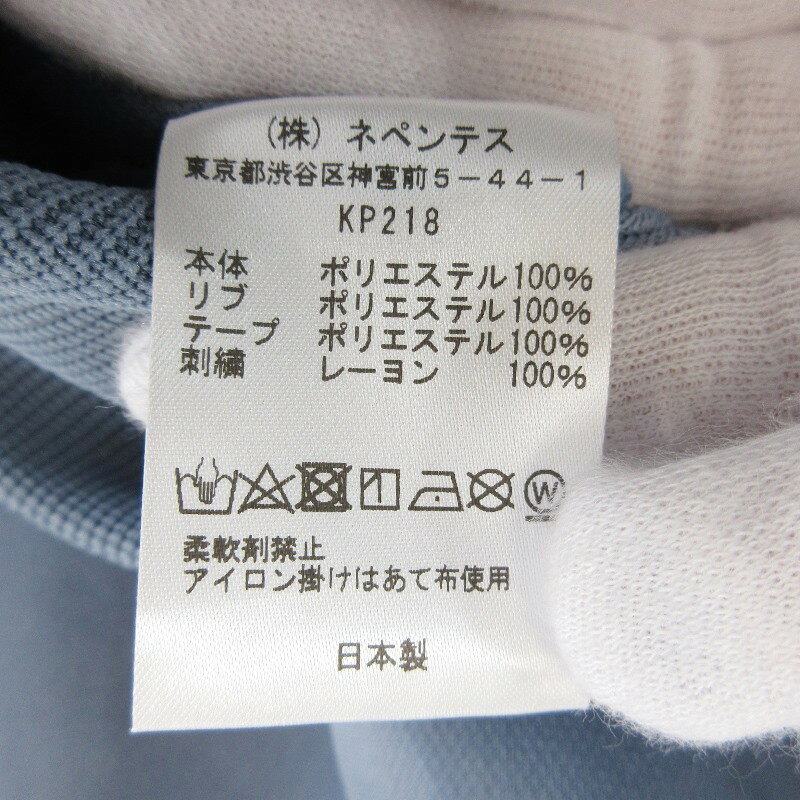 (株) ネペンテス
東京都渋谷区神宮前5-44-1
KP218
本体 ポリエステル100%
リブ ポリエステル100%
テープ ポリエステル100%
刺繍 レーヨン 100%
W
柔軟剤禁止
アイロン掛けはあて布使用
日本製